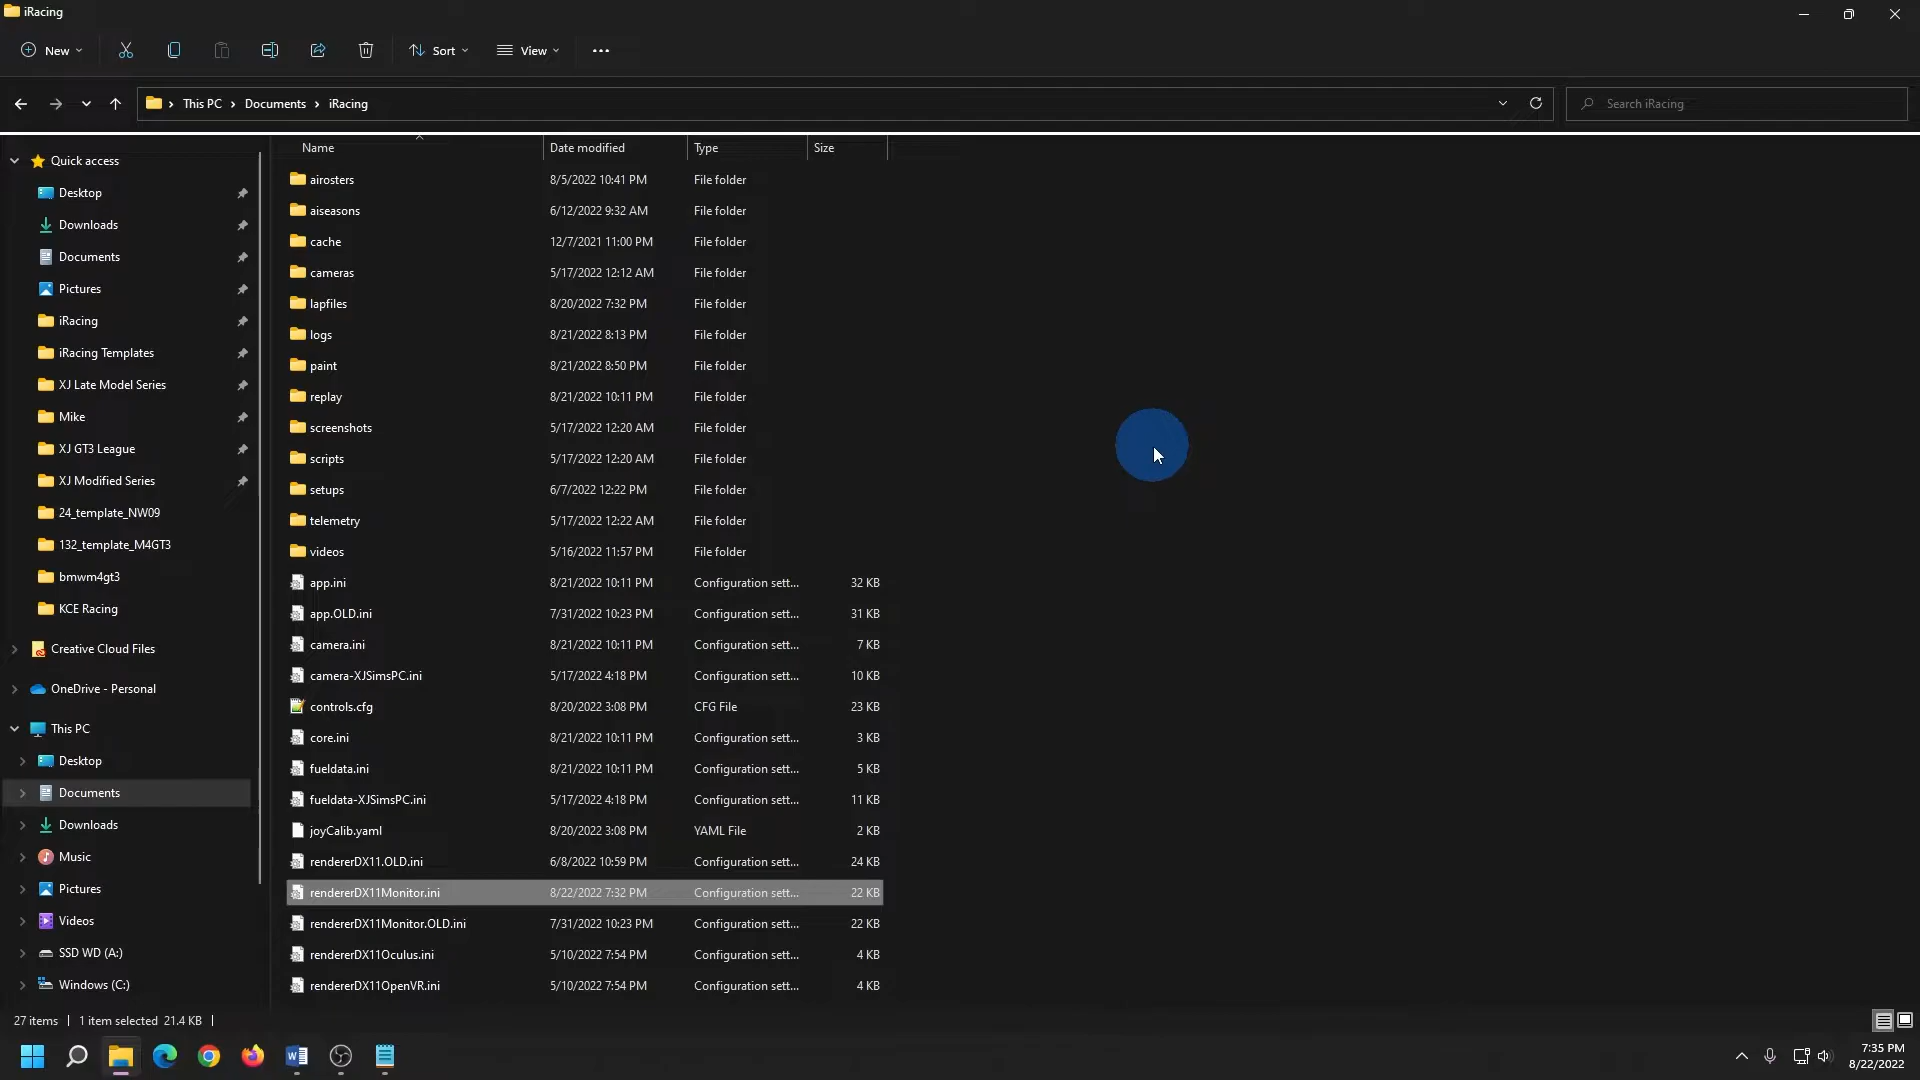 iRacing
New Sort View
This PC Documents iRacing Search iRacing
Name Date modified Type Size
Quick access
Desktop
Downloads
Documents
Pictures
iRacing
iRacing Templates
XJ Late Model Series
Mike
XJ GT3 League
XJ Modified Series
24_template_NW09
132_template_M4GT3
bmwm4gt3
KCE Racing
Creative Cloud Files
OneDrive - Personal
This PC
Desktop
Documents
Downloads
Music
Pictures
Videos
SSD WD (A:)
Windows (C:)
airosters 8/5/2022 10:41 PM File folder
aiseasons 6/12/2022 9:32 AM File folder
cache 12/7/2021 11:00 PM File folder
cameras 5/17/2022 12:12 AM File folder
lapfiles 8/20/2022 7:32 PM File folder
logs 8/21/2022 8:13 PM File folder
paint 8/21/2022 8:50 PM File folder
replay 8/21/2022 10:11 PM File folder
screenshots 5/17/2022 12:20 AM File folder
scripts 5/17/2022 12:20 AM File folder
setups 6/7/2022 12:22 PM File folder
telemetry 5/17/2022 12:22 AM File folder
videos 5/16/2022 11:57 PM File folder
app.ini 8/21/2022 10:11 PM Configuration sett... 32 KB
app.OLD.ini 7/31/2022 10:23 PM Configuration sett... 31 KB
camera.ini 8/21/2022 10:11 PM Configuration sett... 7 KB
camera-XJSimsPC.ini 5/17/2022 4:18 PM Configuration sett... 10 KB
controls.cfg 8/20/2022 3:08 PM CFG File 23 KB
core.ini 8/21/2022 10:11 PM Configuration sett... 3 KB
fueldata.ini 8/21/2022 10:11 PM Configuration sett... 5 KB
fueldata-XJSimsPC.ini 5/17/2022 4:18 PM Configuration sett... 11 KB
joyCalib.yaml 8/20/2022 3:08 PM YAML File 2 KB
rendererDX11.OLD.ini 6/8/2022 10:59 PM Configuration sett... 24 KB
rendererDX11Monitor.ini 8/22/2022 7:32 PM Configuration sett... 22 KB
rendererDX11Monitor.OLD.ini 7/31/2022 10:23 PM Configuration sett... 22 KB
rendererDX11Oculus.ini 5/10/2022 7:54 PM Configuration sett... 4 KB
rendererDX11OpenVR.ini 5/10/2022 7:54 PM Configuration sett... 4 KB
27 items | 1 item selected 21.4 KB |
7:35 PM
8/22/2022